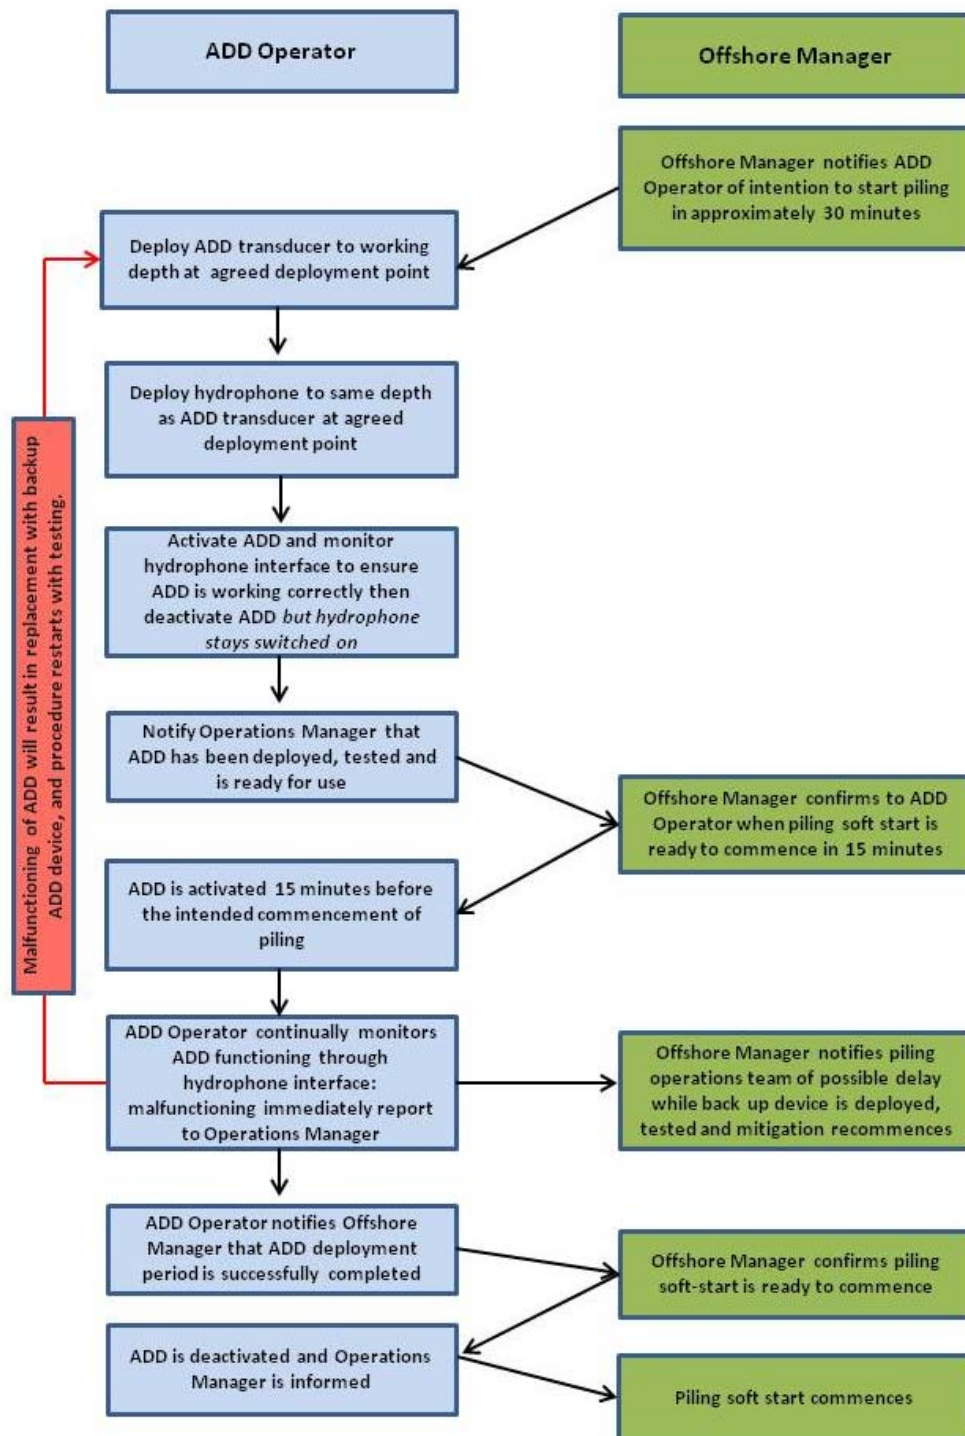 ADD Operator
Offshore Manager
Offshore Manager notifies ADD
Operator of intention to start piling
in approximately 30 minutes
Deploy ADD transducer to working
depth at agreed deployment point
Deploy hydrophone to same depth
as ADD transducer at agreed
deployment point
Activate ADD and monitor
hydrophone interface to ensure
ADD is working correctly then
deactivate ADD but hydrophone
stays switched on
Notify Operations Manager that
ADD has been deployed, tested and
is ready for use
Offshore Manager confirms to ADD
Operator when piling soft start is
ready to commence in 15 minutes
ADD is activated 15 minutes before
the intended commencement of
piling
ADD Operator continually monitors
ADD functioning through
hydrophone interface:
malfunctioning immediately report
to Operations Manager
Offshore Manager notifies piling
operations team of possible delay
while back up device is deployed,
tested and mitigation recommences
Malfunctioning of ADD will result in replacement with backup
ADD device, and procedure restarts with testing.
ADD Operator notifies Offshore
Manager that ADD deployment
period is successfully completed
Offshore Manager confirms piling
soft-start is ready to commence
ADD is deactivated and Operations
Manager is informed
Piling soft start commences